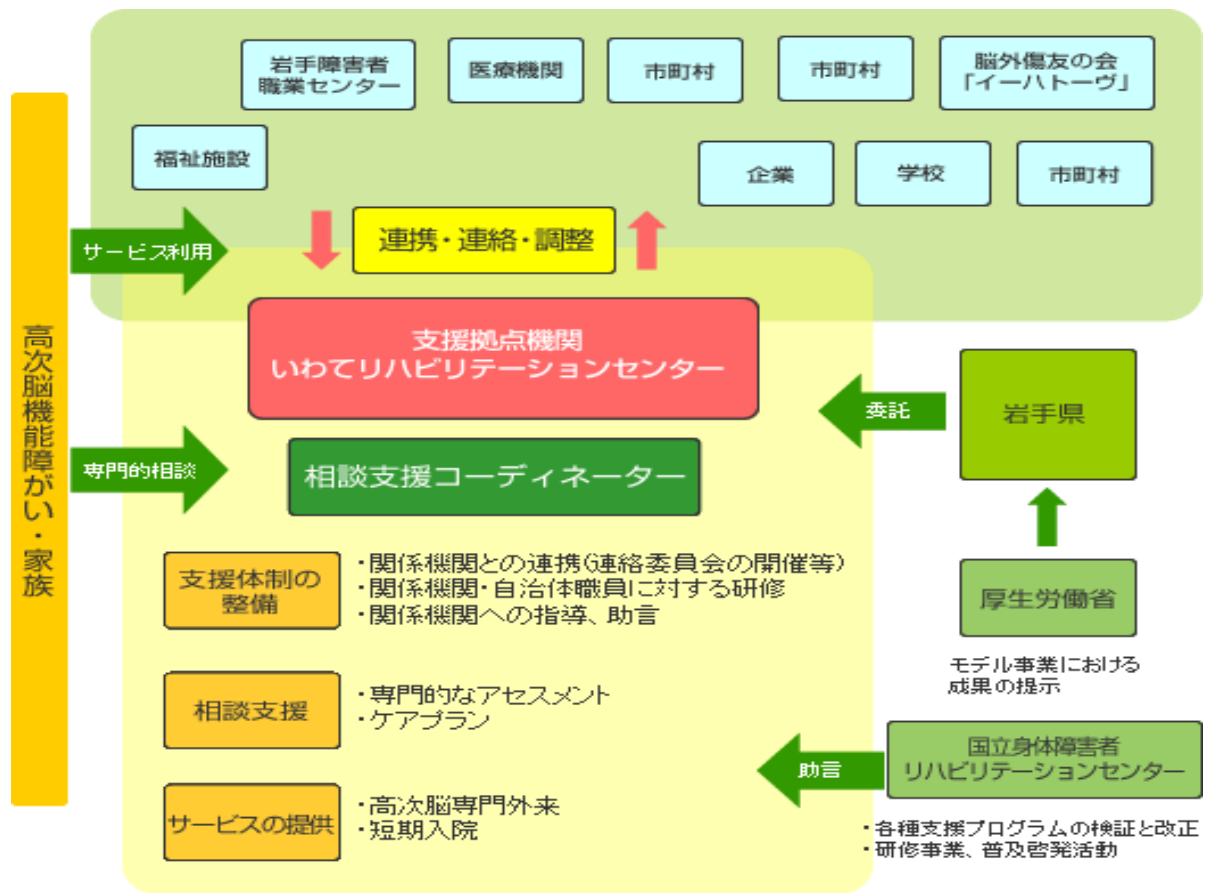 岩手障害者
職業センター
医療機関
市町村
市町村
脳外傷友の会
「イーハトーヴ」
福祉施設
企業
学校
市町村
サービス利用
連携・連絡・調整
支援拠点機関
いわてリハビリテーションセンター
委託
岩手県
高次脳機能障がい・家族
専門的相談
相談支援コーディネーター
支援体制の
整備
・関係機関との連携(連絡委員会の開催等)
・関係機関・自治体職員に対する研修
・関係機関への指導、助言
厚生労働省
モデル事業における
成果の提示
相談支援
・専門的なアセスメント
・ケアプラン
国立身体障害者
リハビリテーションセンター
助言
サービスの提供
・高次脳専門外来
・短期入院
・各種支援プログラムの検証と改正
・研修事業、普及啓発活動